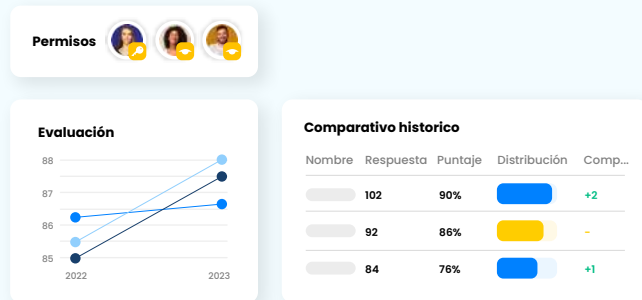 Permisos
Evaluación
88
87
86
85
2022 2023
Comparativo historico
Nombre Respuesta Puntaje Distribución Comp...
102 90% +2
92 86% -
84 76% +1